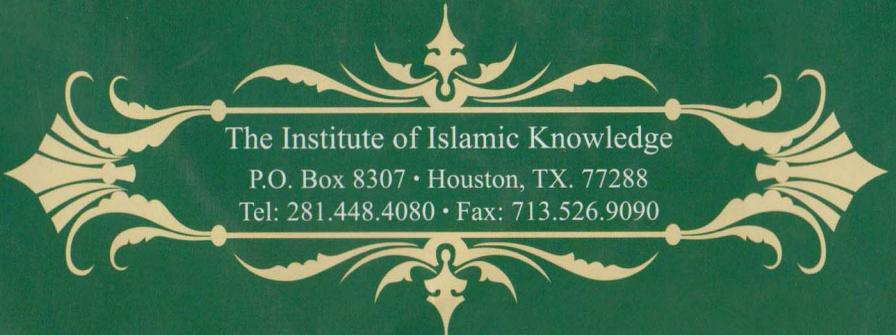 The Institute of Islamic Knowledge
P.O. Box 8307 • Houston, TX. 77288
Tel: 281.448.4080 • Fax: 713.526.9090